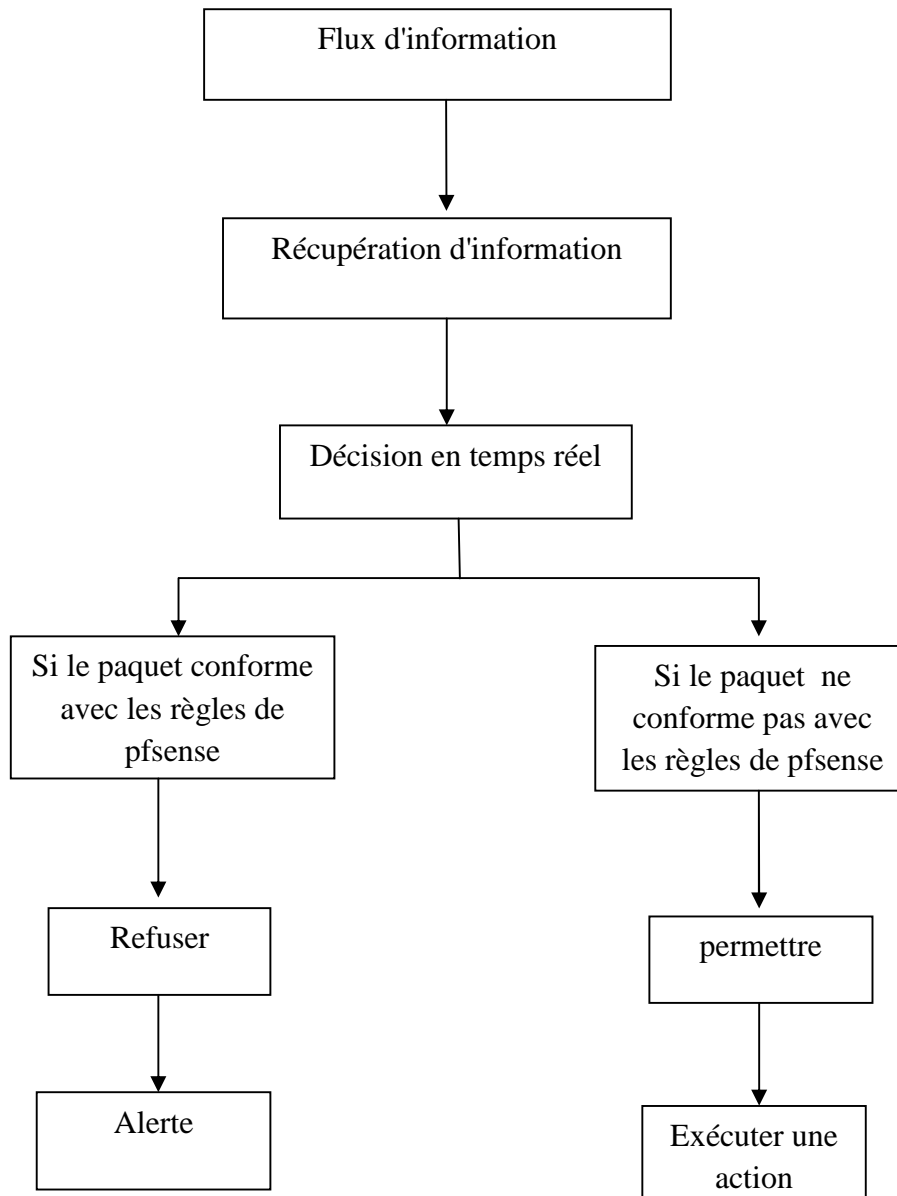 Flux d'information
Récupération d'information
Décision en temps réel
Si le paquet conforme
avec les règles de
pfsense
Si le paquet ne
conforme pas avec
les règles de pfsense
Refuser
permettre
Alerte
Exécuter une
action